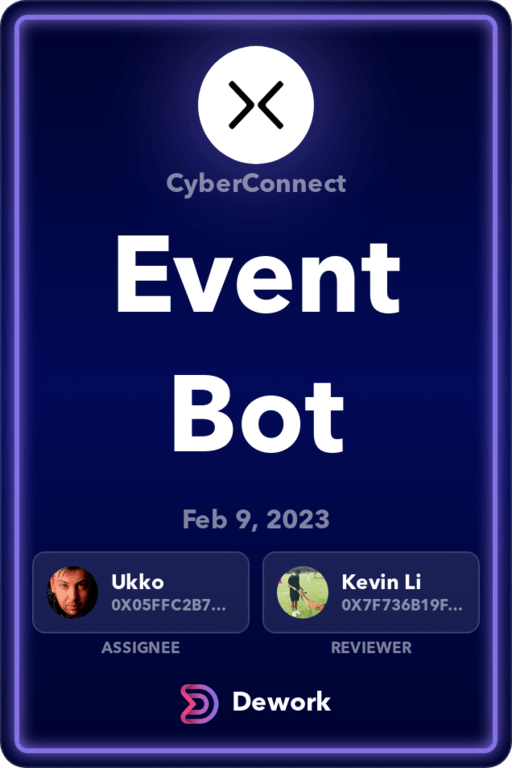 CyberConnect
Event
Bot
Feb 9, 2023
Ukko
0X05FFC2B7...
ASSIGNEE
Kevin Li
0X7F736B19F...
REVIEWER
Dework